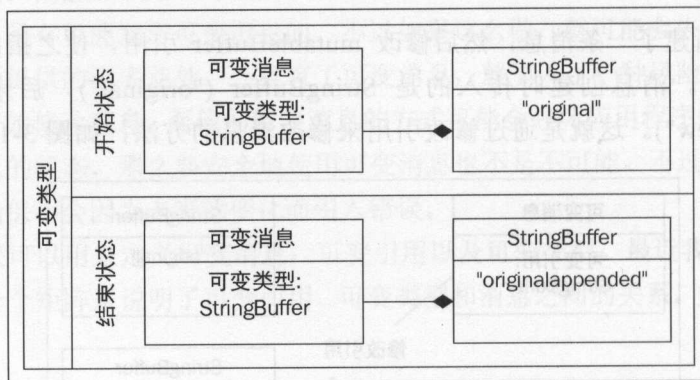 可变类型
开始状态
可变消息
可变类型:
StringBuffer
StringBuffer
"original"
结束状态
可变消息
可变类型:
StringBuffer
StringBuffer
"originalappended"